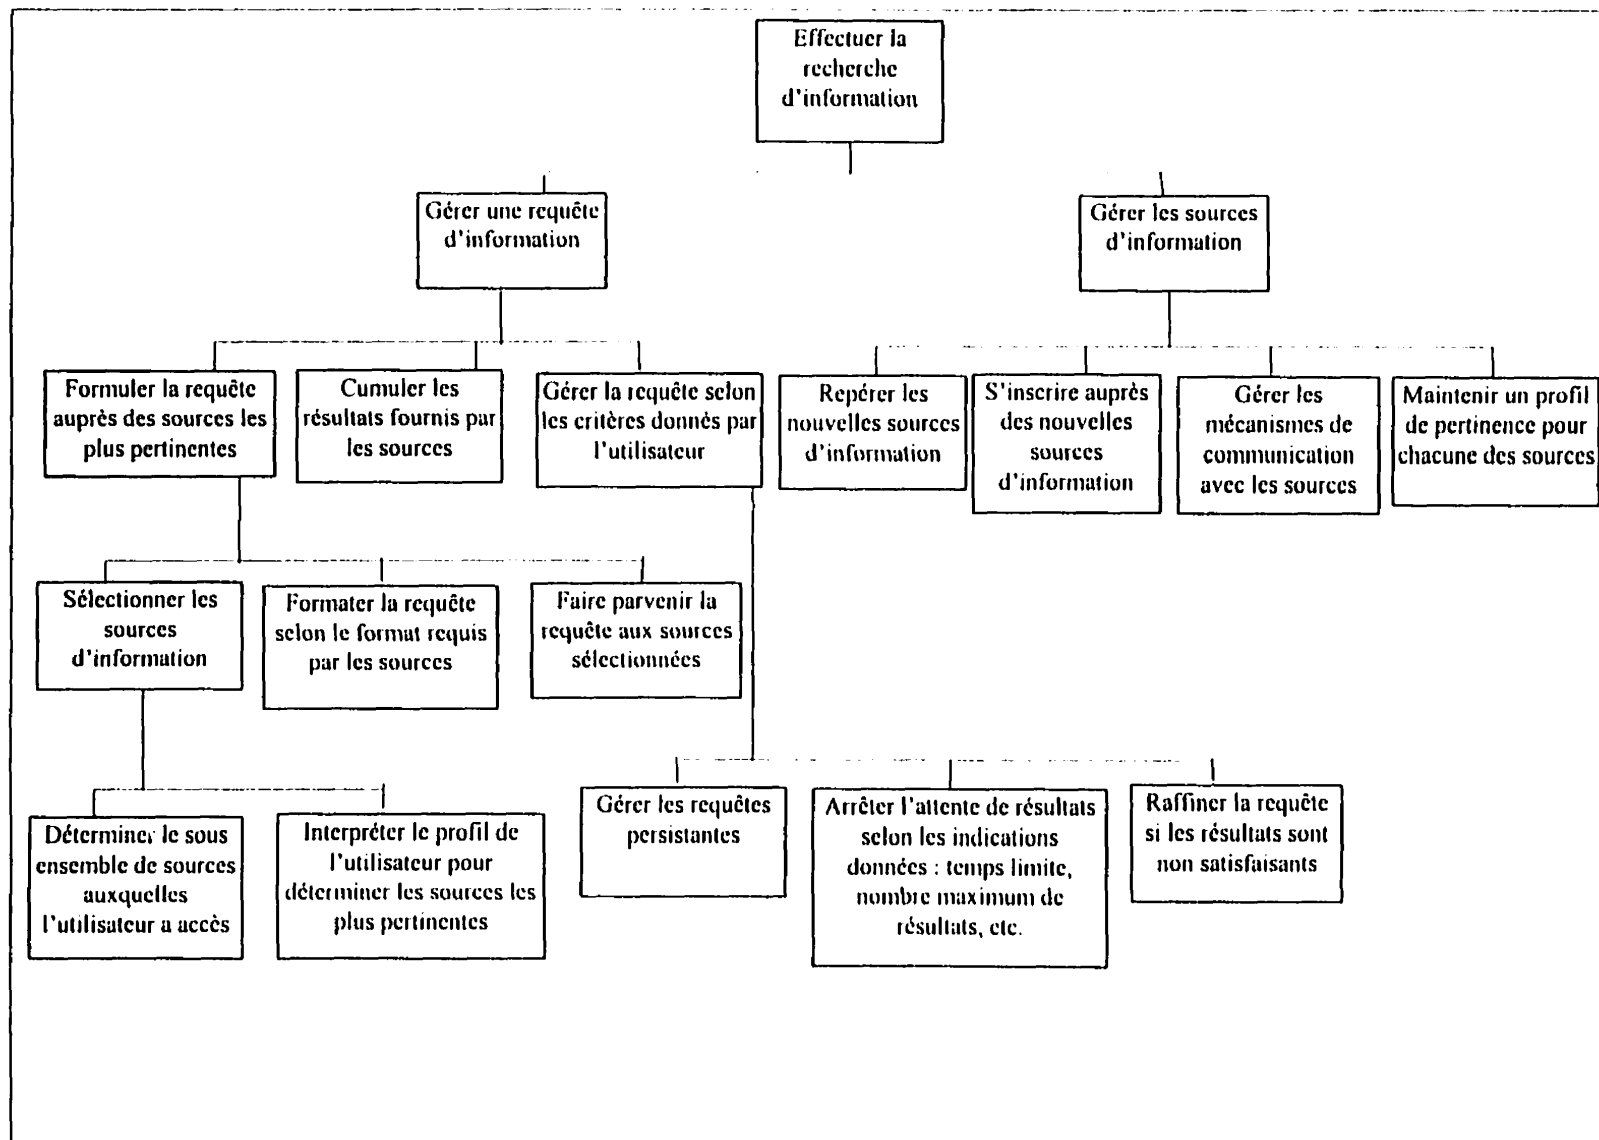 Effectuer la
recherche
d'information
Gérer une requête
d'information
Gérer les sources
d'information
Formuler la requête
auprès des sources les
plus pertinentes
Cumuler les
résultats fournis par
les sources
Gérer la requête selon
les critères donnés par
l'utilisateur
Repérer les
nouvelles sources
d'information
S'inscrire auprès
des nouvelles
sources
d'information
Gérer les
mécanismes de
communication
avec les sources
Maintenir un profil
de pertinence pour
chacune des sources
Sélectionner les
sources
d'information
Formater la requête
selon le format requis
par les sources
Faire parvenir la
requête aux sources
sélectionnées
Déterminer le sous
ensemble de sources
auxquelles
l'utilisateur a accès
Interpréter le profil de
l'utilisateur pour
déterminer les sources les
plus pertinentes
Gérer les requêtes
persistantes
Arrêter l'attente de résultats
selon les indications
données : temps limite,
nombre maximum de
résultats, etc.
Raffiner la requête
si les résultats sont
non satisfaisants